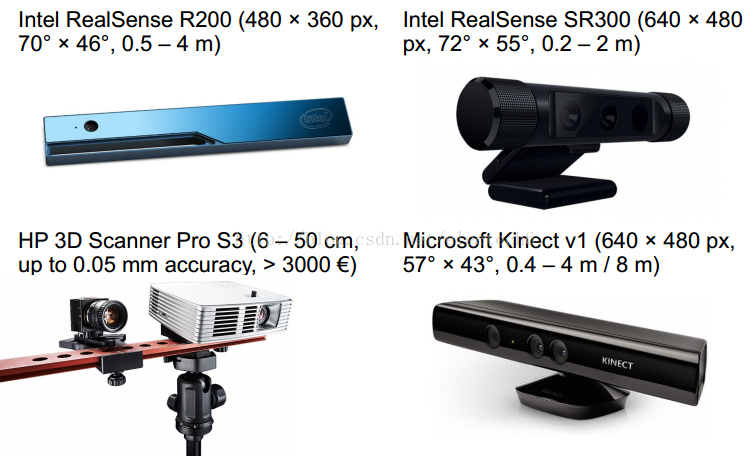 Intel RealSense R200 (480 × 360 px,
70° × 46°, 0.5 – 4 m)
Intel RealSense SR300 (640 × 480
px, 72° × 55°, 0.2 – 2 m)
intel
HP 3D Scanner Pro S3 (6 – 50 cm,
up to 0.05 mm accuracy, > 3000 €)
Microsoft Kinect v1 (640 × 480 px,
57° × 43°, 0.4 – 4 m / 8 m)
KINECT